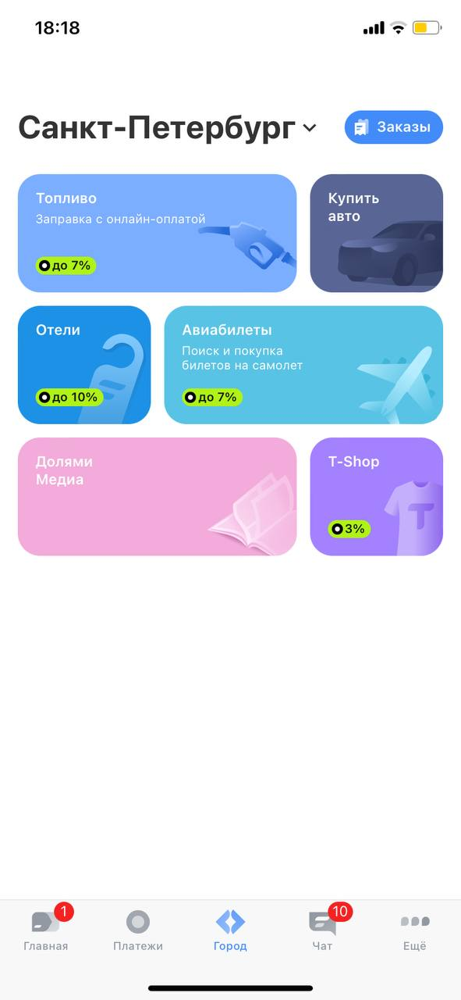 18:18
Санкт-Петербург
Заказы
Топливо
Заправка с онлайн-оплатой
до 7%
Купить
авто
Отели
до 10%
Авиабилеты
Поиск и покупка
билетов на самолет
до 7%
Долями
Медиа
T-Shop
3%
T
1
10
Главная
Платежи
Город
Чат
Ещё